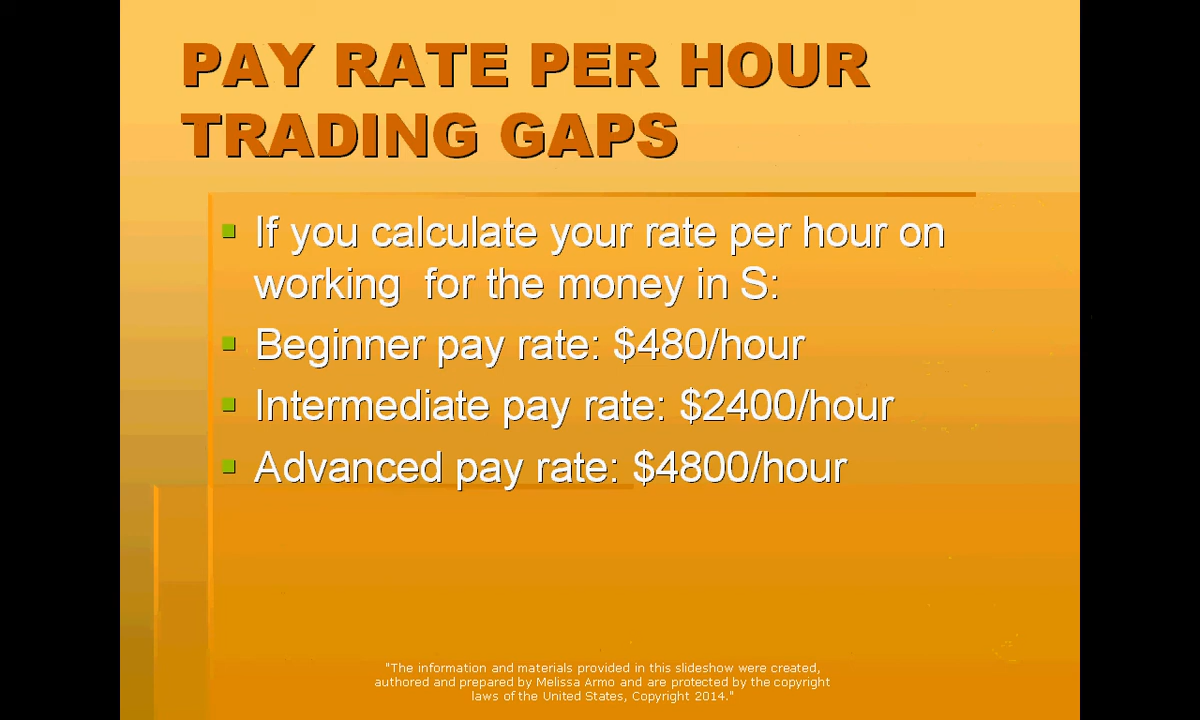 PAY RATE PER HOUR
TRADING GAPS
If you calculate your rate per hour on
working  for the money in S:
Beginner pay rate: $480/hour
Intermediate pay rate: $2400/hour
Advanced pay rate: $4800/hour
"The information and materials provided in this slideshow were created,
authored and prepared by Melissa Armo and are protected by the copyright
laws of the United States, Copyright 2014."